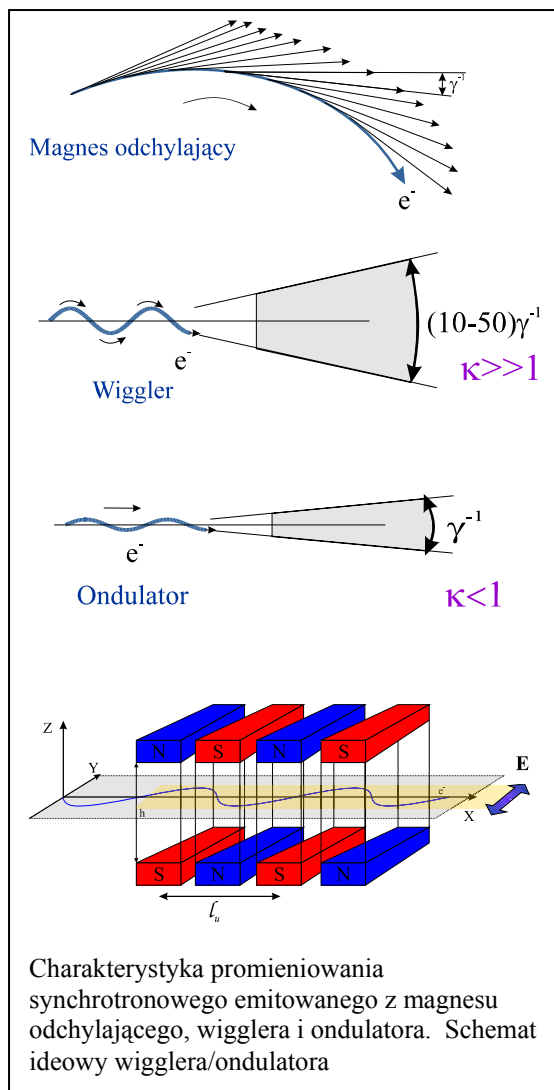 γ⁻¹
Magnes odchylający
e⁻
(10-50)γ⁻¹
e⁻
κ>>1
Wiggler
γ⁻¹
e⁻
κ<1
Ondulator
Z
N S N S
Y
E
e⁻
h
X
S N S N
lᵤ
Charakterystyka promieniowania
synchrotronowego emitowanego z magnesu
odchylającego, wigglera i ondulatora. Schemat
ideowy wigglera/ondulatora